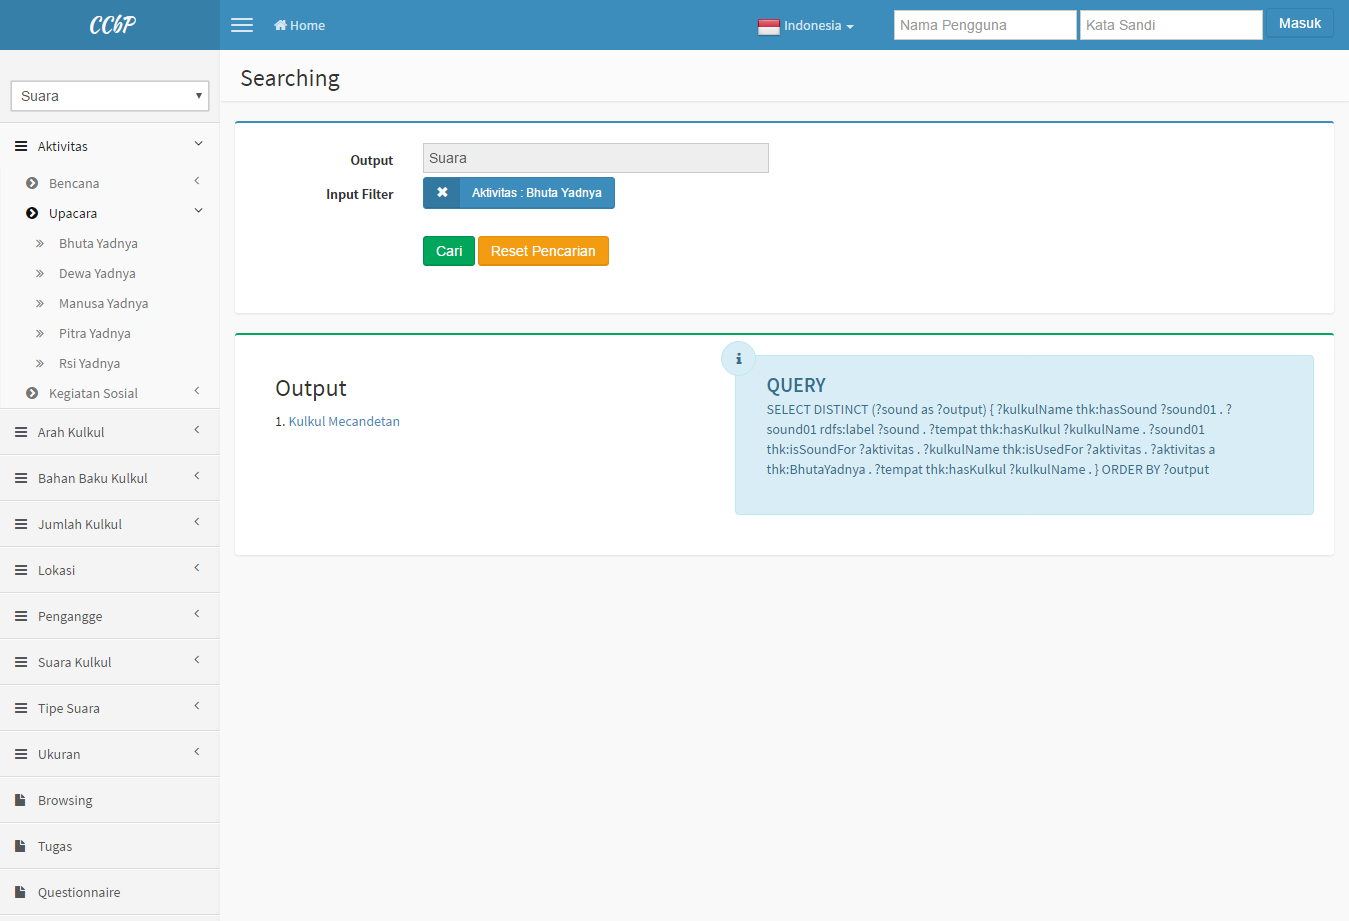 CCbP
Home
Indonesia
Nama Pengguna
Kata Sandi
Masuk
Suara
Aktivitas
Bencana
Upacara
Bhuta Yadnya
Dewa Yadnya
Manusa Yadnya
Pitra Yadnya
Rsi Yadnya
Kegiatan Sosial
Arah Kulkul
Bahan Baku Kulkul
Jumlah Kulkul
Lokasi
Pengangge
Suara Kulkul
Tipe Suara
Ukuran
Browsing
Tugas
Questionnaire
Searching
Output Suara
Input Filter Aktivitas : Bhuta Yadnya
Cari Reset Pencarian
Output
1. Kulkul Mecandetan
QUERY
SELECT DISTINCT (?sound as ?output) { ?kulkulName thk:hasSound ?sound01 . ?
sound01 rdfs:label ?sound . ?tempat thk:hasKulkul ?kulkulName . ?sound01
thk:isSoundFor ?aktivitas . ?kulkulName thk:isUsedFor ?aktivitas . ?aktivitas a
thk:BhutaYadnya . ?tempat thk:hasKulkul ?kulkulName . } ORDER BY ?output